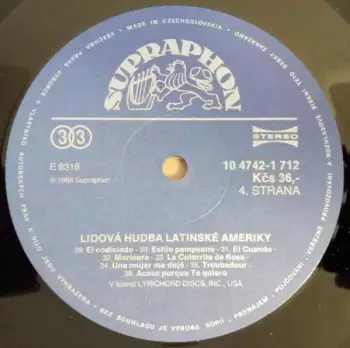 MADE IN CZECHOSLOVAKIA
SUPRAPHON
33
STEREO
E 6318
℗ 1989 Supraphon
10 4742-1 712
Kčs 36,-
4. STRANA
LIDOVÁ HUDBA LATINSKÉ AMERIKY
29. El codiciado - 30. Estilo pampeano - 31. El Cuando -
32. Marinera - 33. La Cotorrita de Rosa -
34. Una mujer me dejó - 35. Troubadour -
36. Acaso porque Te quiero
V licenci LYRICHORD DISCS, INC., USA